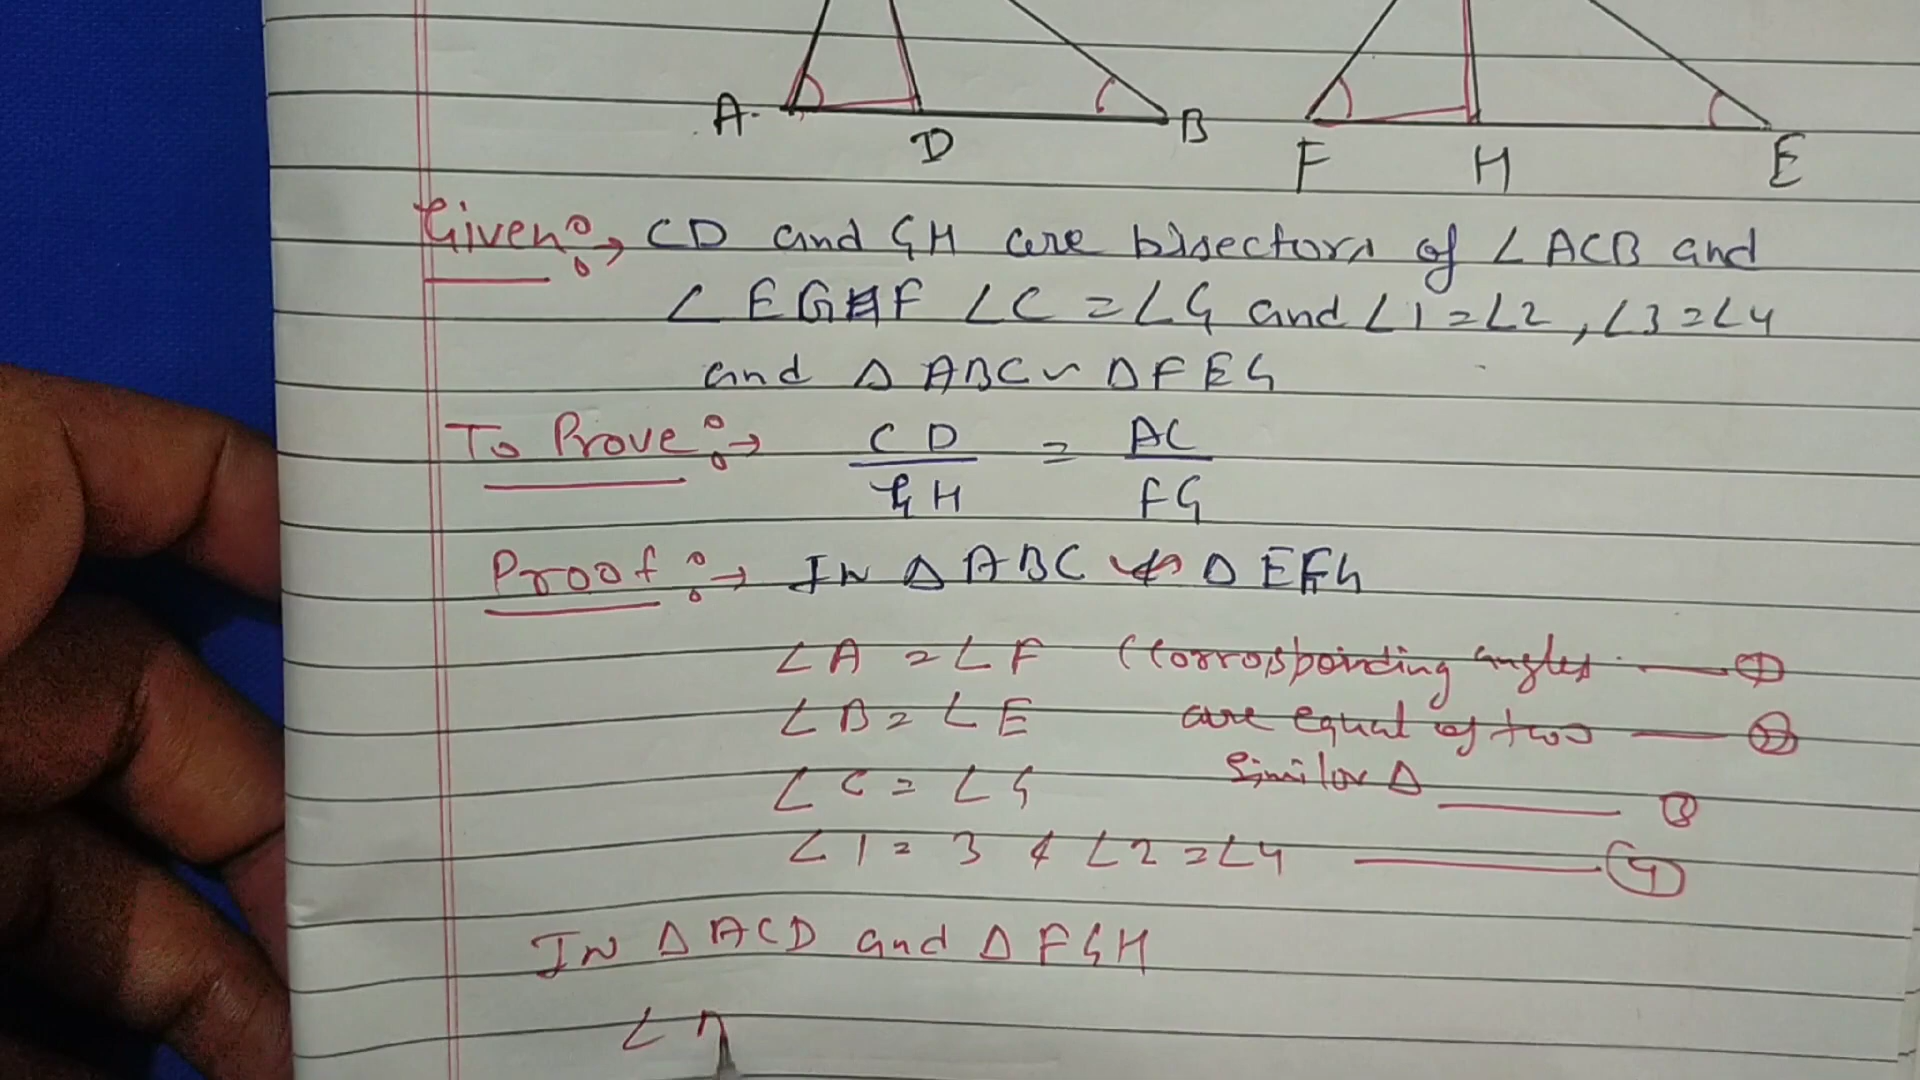 A. D B F H E
Given :→ CD and GH are bisectors of ∠ACB and
∠EGF ∠C = ∠G and ∠1=∠2, ∠3=∠4
and Δ ABC ~ Δ FEG
To Prove :→ CD/GH = AC/FG
Proof :→ IN Δ ABC Δ EFG
∠A = ∠F (Corrosponding angles — ①
∠B = ∠E are equal of two — ②
∠C = ∠G Similar Δ — ③
∠1 = 3 & ∠2 = ∠4 — ④
IN Δ ACD and Δ FGH
∠